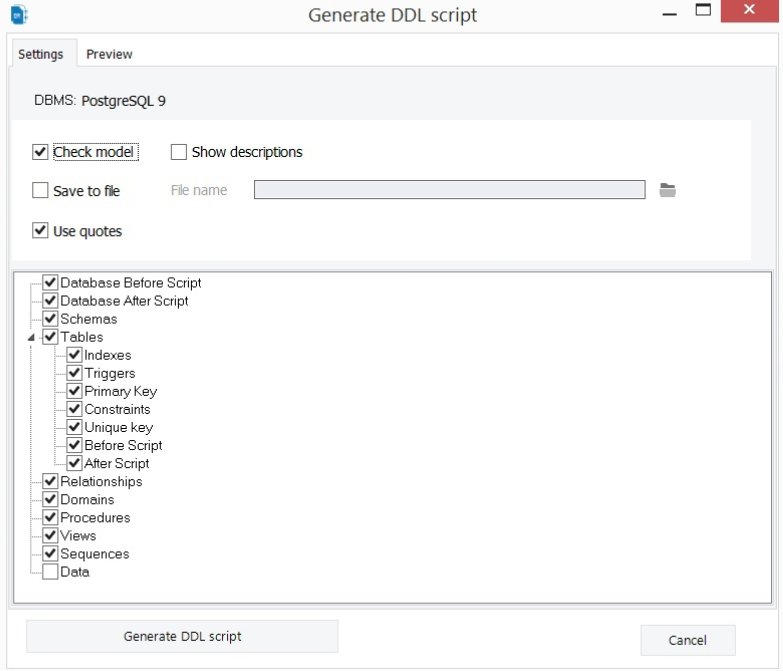 Generate DDL script
Settings Preview
DBMS: PostgreSQL 9
Check model Show descriptions
Save to file File name
Use quotes
Database Before Script
Database After Script
Schemas
Tables
Indexes
Triggers
Primary Key
Constraints
Unique key
Before Script
After Script
Relationships
Domains
Procedures
Views
Sequences
Data
Generate DDL script Cancel